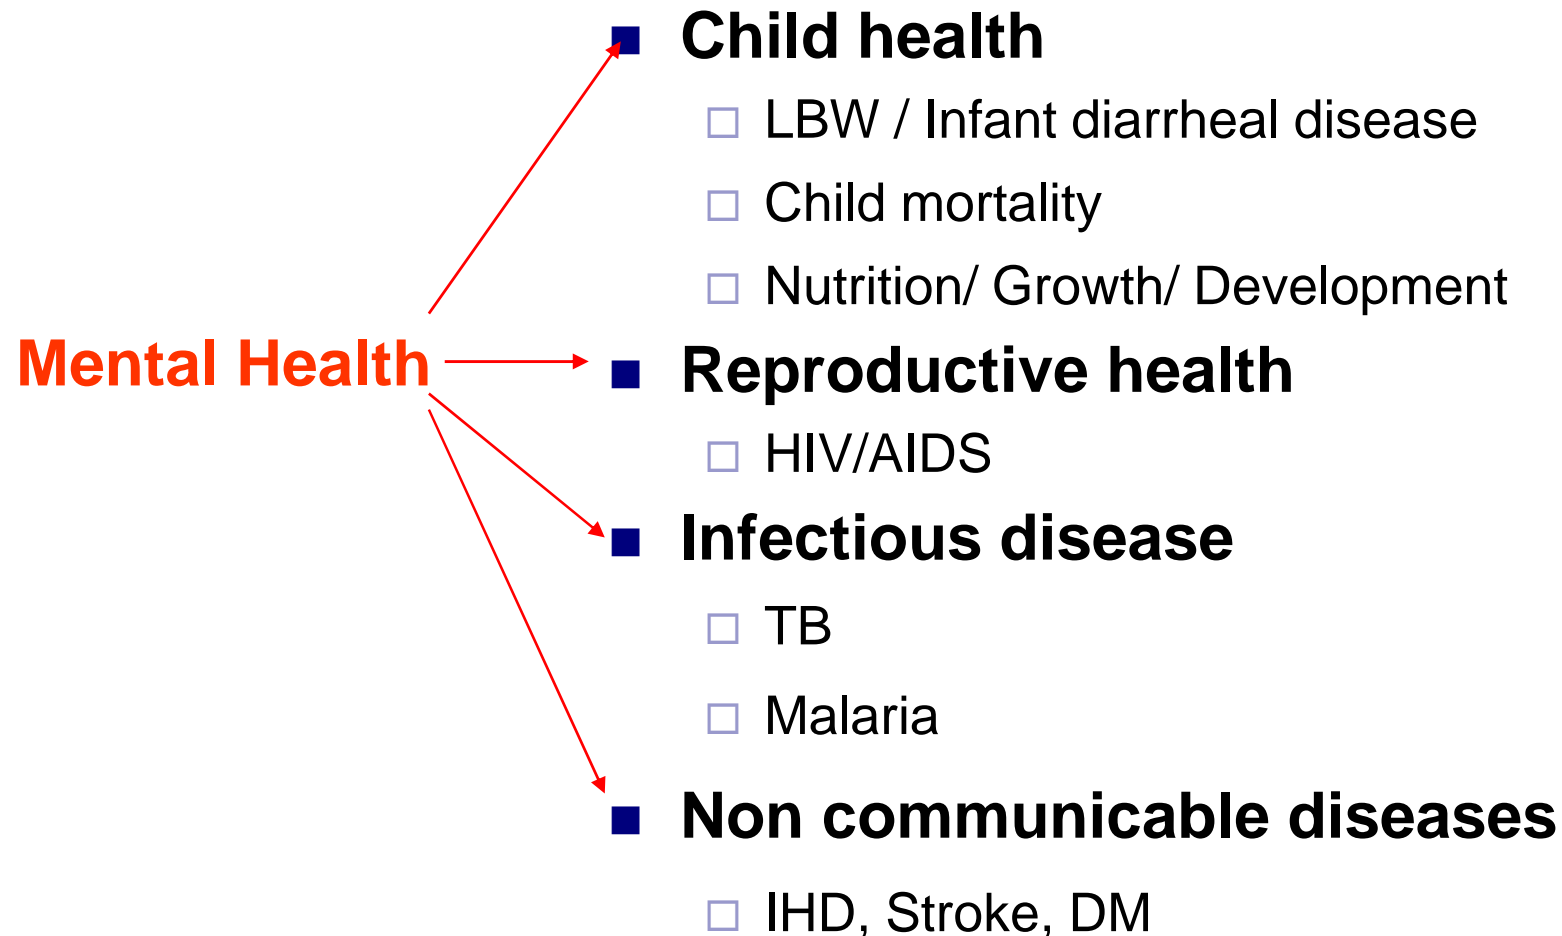 Child health
LBW / Infant diarrheal disease
Child mortality
Nutrition/ Growth/ Development
Mental Health
Reproductive health
HIV/AIDS
Infectious disease
TB
Malaria
Non communicable diseases
IHD, Stroke, DM